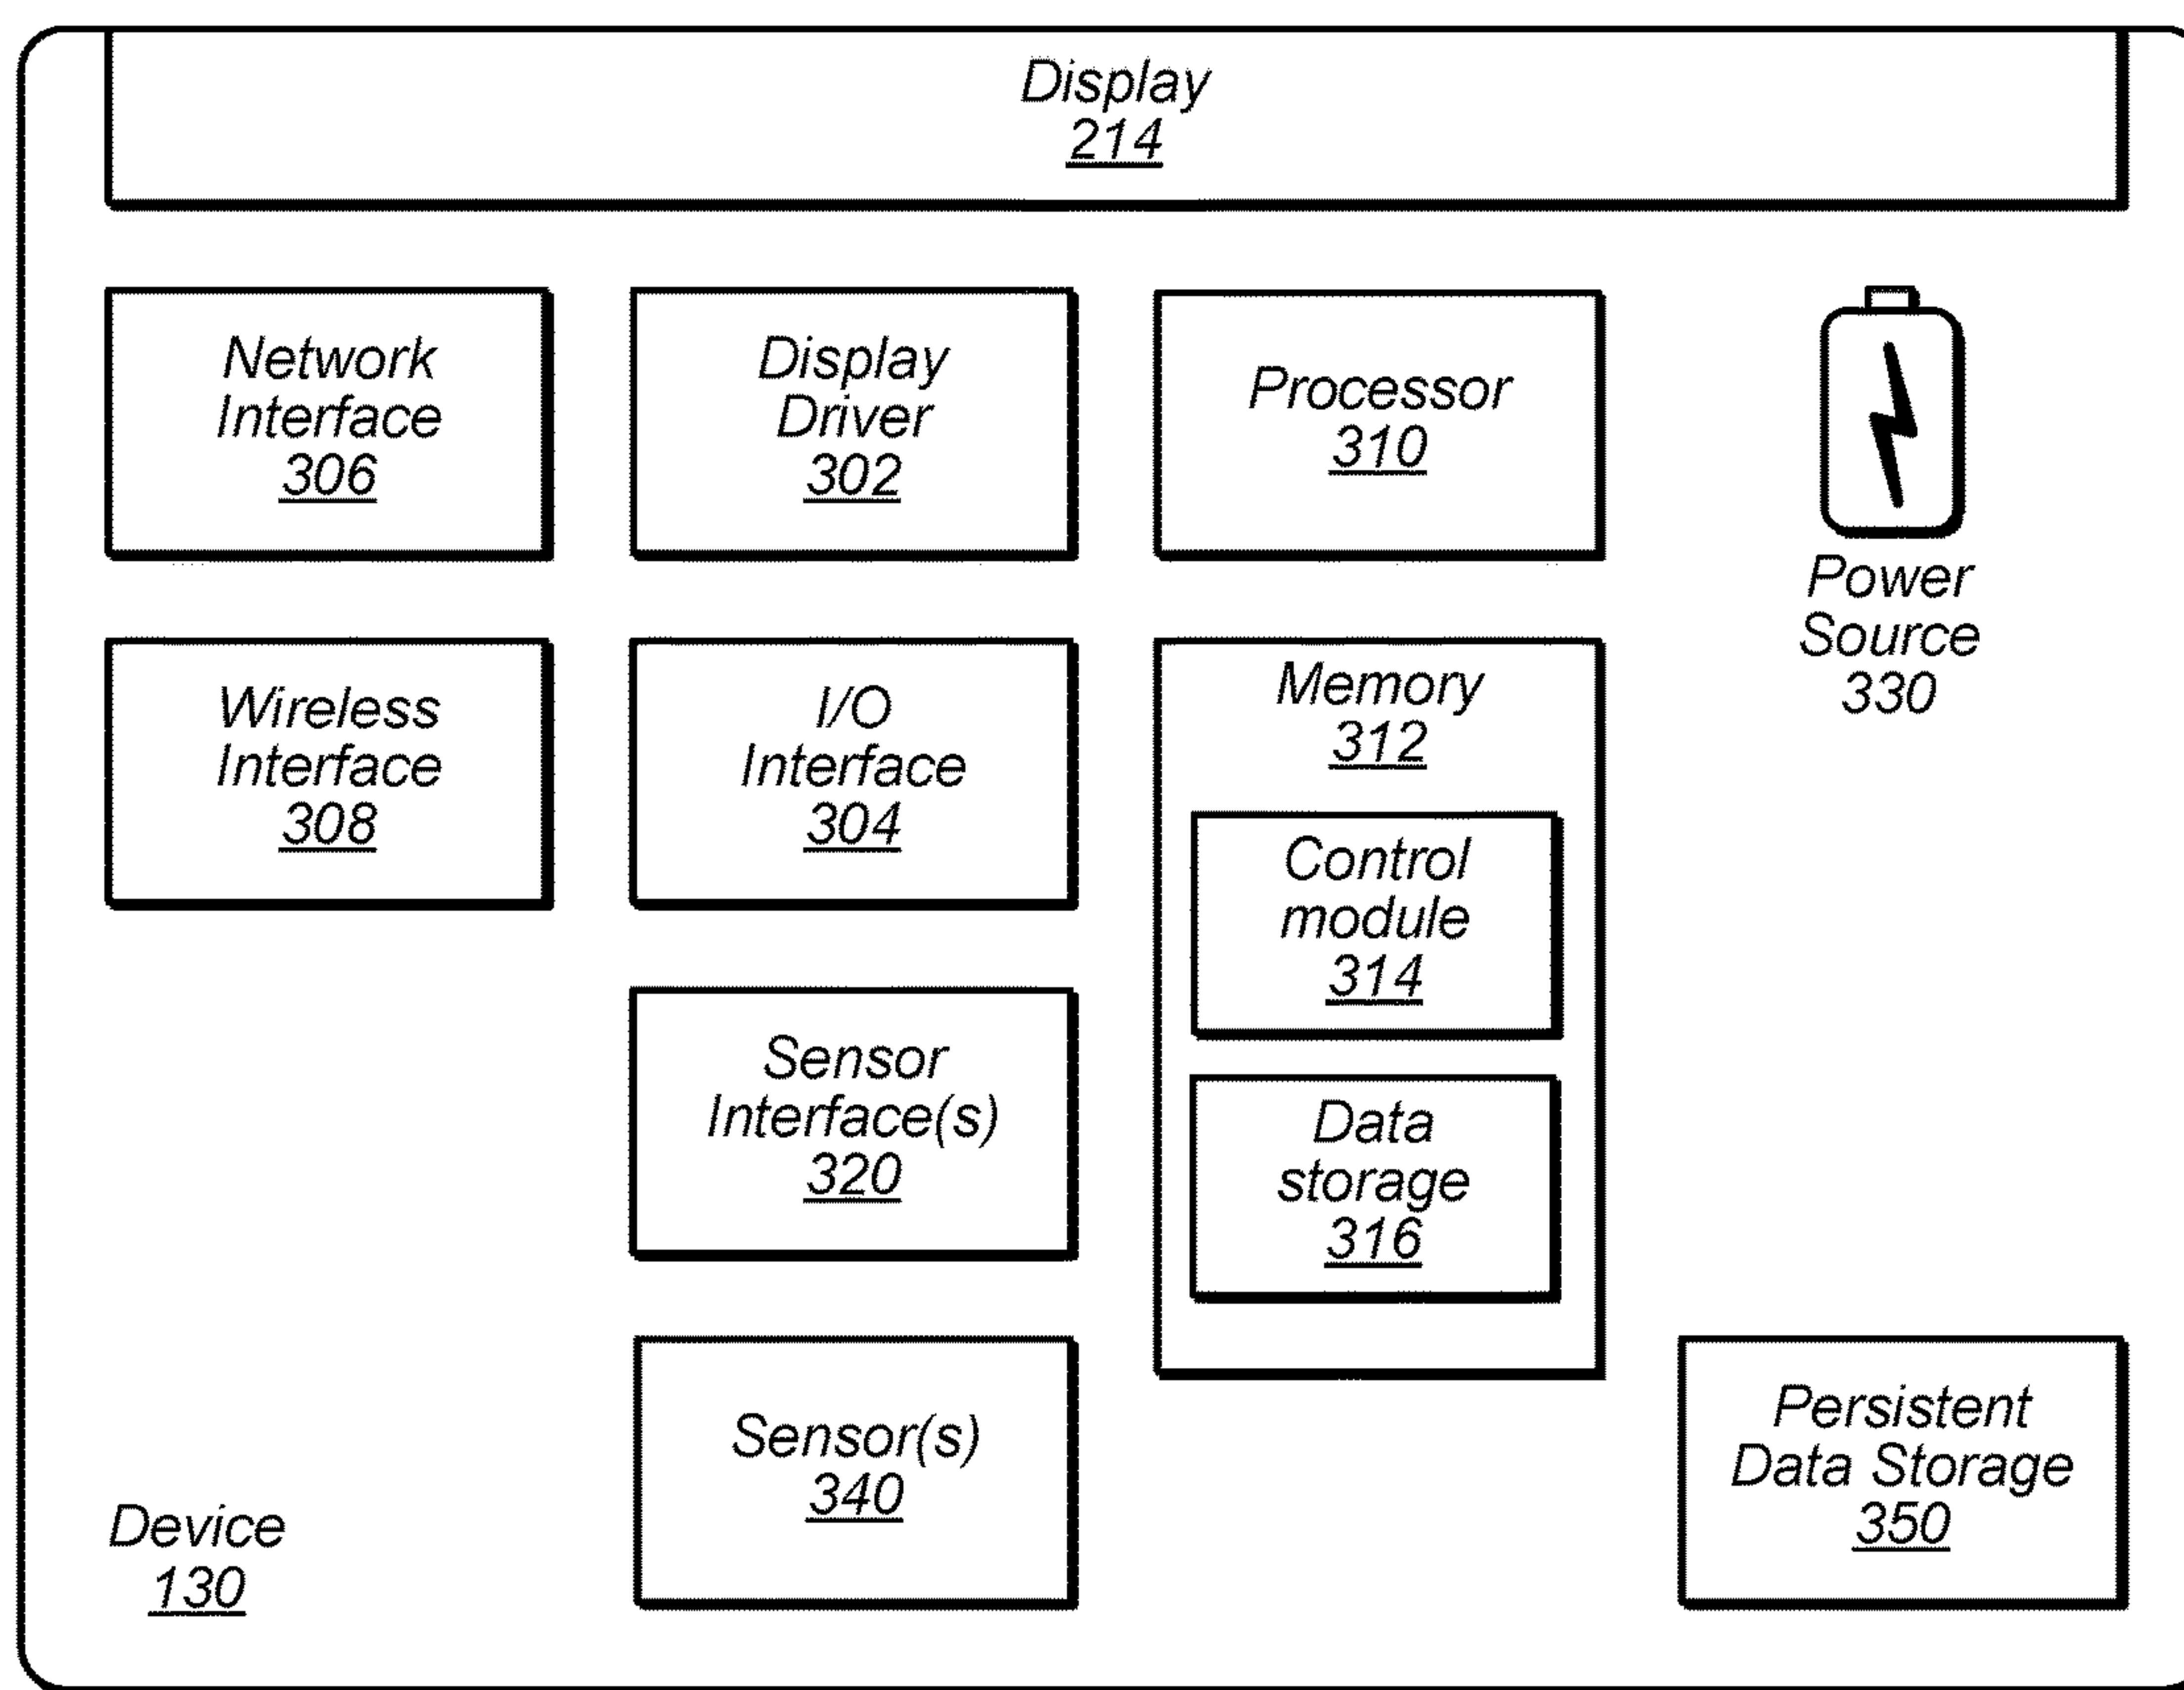 Display
214
Network
Interface
306
Display
Driver
302
Processor
310
Power
Source
330
Wireless
Interface
308
I/O
Interface
304
Memory
312
Control
module
314
Data
storage
316
Sensor
Interface(s)
320
Sensor(s)
340
Persistent
Data Storage
350
Device
130